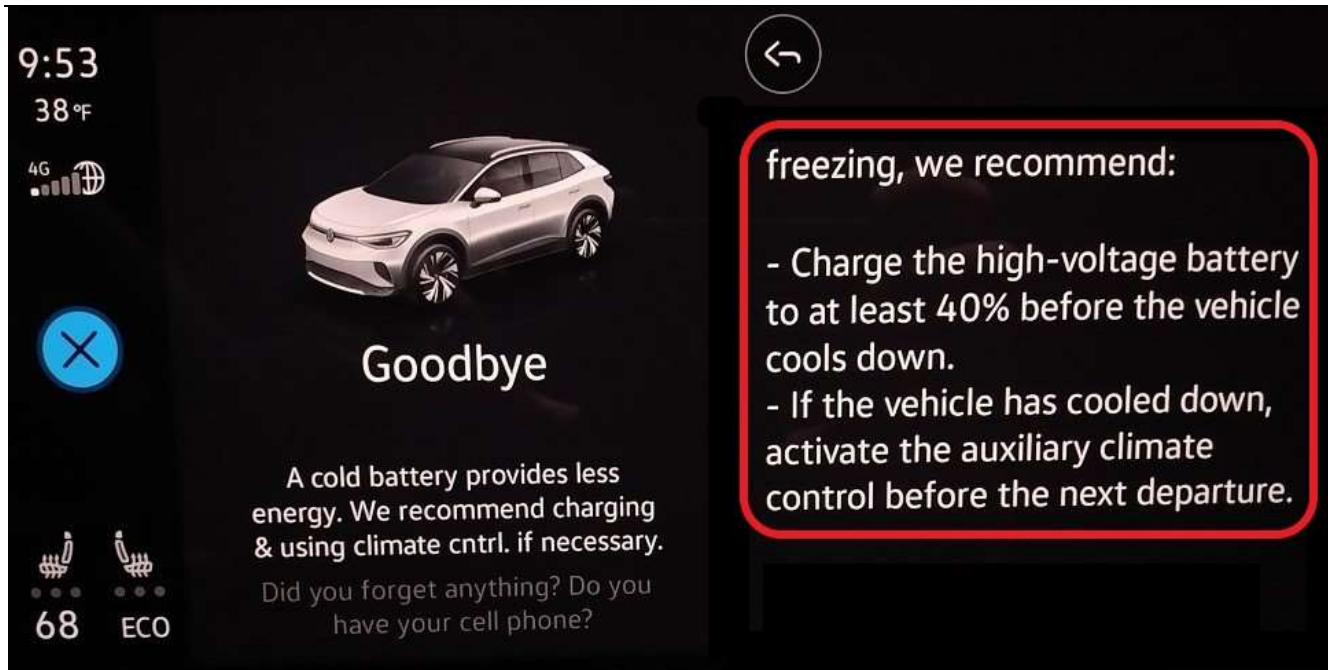 9:53
38 °F
4G
68
ECO
Goodbye
A cold battery provides less
energy. We recommend charging
& using climate cntrl. if necessary.
Did you forget anything? Do you
have your cell phone?
freezing, we recommend:
- Charge the high-voltage battery
to at least 40% before the vehicle
cools down.
- If the vehicle has cooled down,
activate the auxiliary climate
control before the next departure.